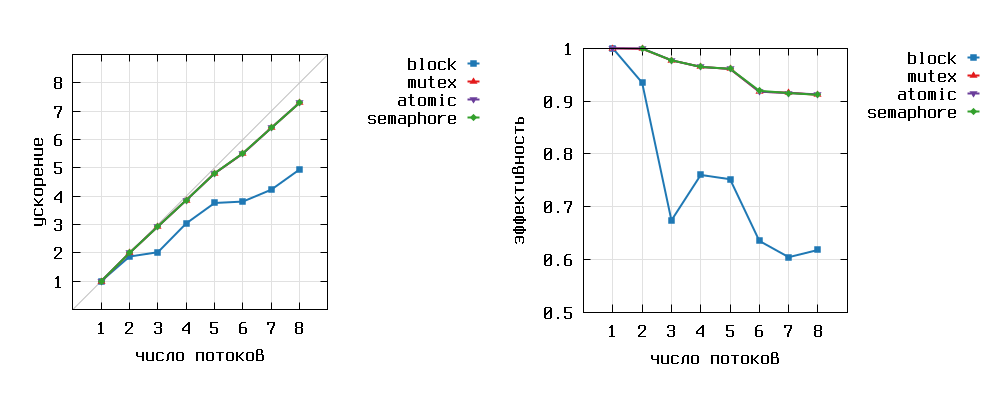 block
mutex
atomic
semaphore
8
7
6
5
4
3
2
1
ускорение
1 2 3 4 5 6 7 8
число потоков
block
mutex
atomic
semaphore
1
0.9
0.8
0.7
0.6
0.5
эффективность
1 2 3 4 5 6 7 8
число потоков